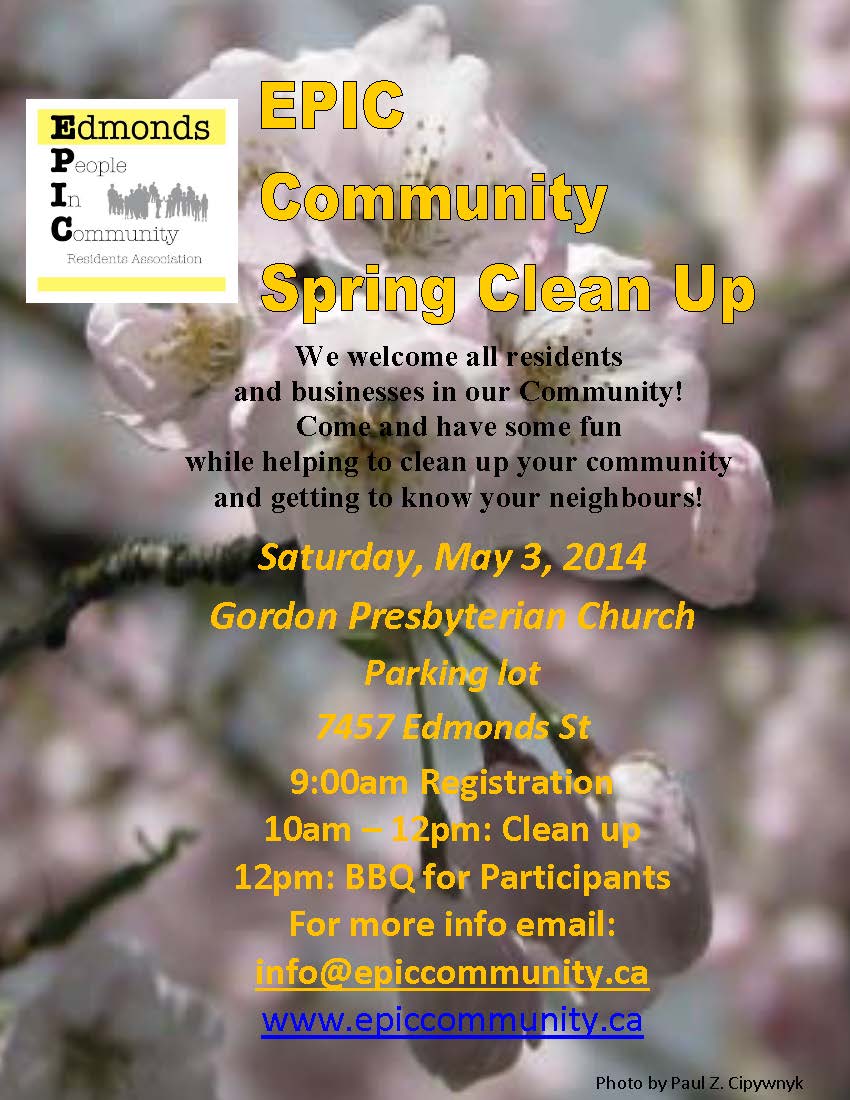 Edmonds
People
In
Community
Residents Association
EPIC
Community
Spring Clean Up
We welcome all residents
and businesses in our Community!
Come and have some fun
while helping to clean up your community
and getting to know your neighbours!
Saturday, May 3, 2014
Gordon Presbyterian Church
Parking lot
7457 Edmonds St
9:00am Registration
10am – 12pm: Clean up
12pm: BBQ for Participants
For more info email:
info@epiccommunity.ca
www.epiccommunity.ca
Photo by Paul Z. Cipywnyk